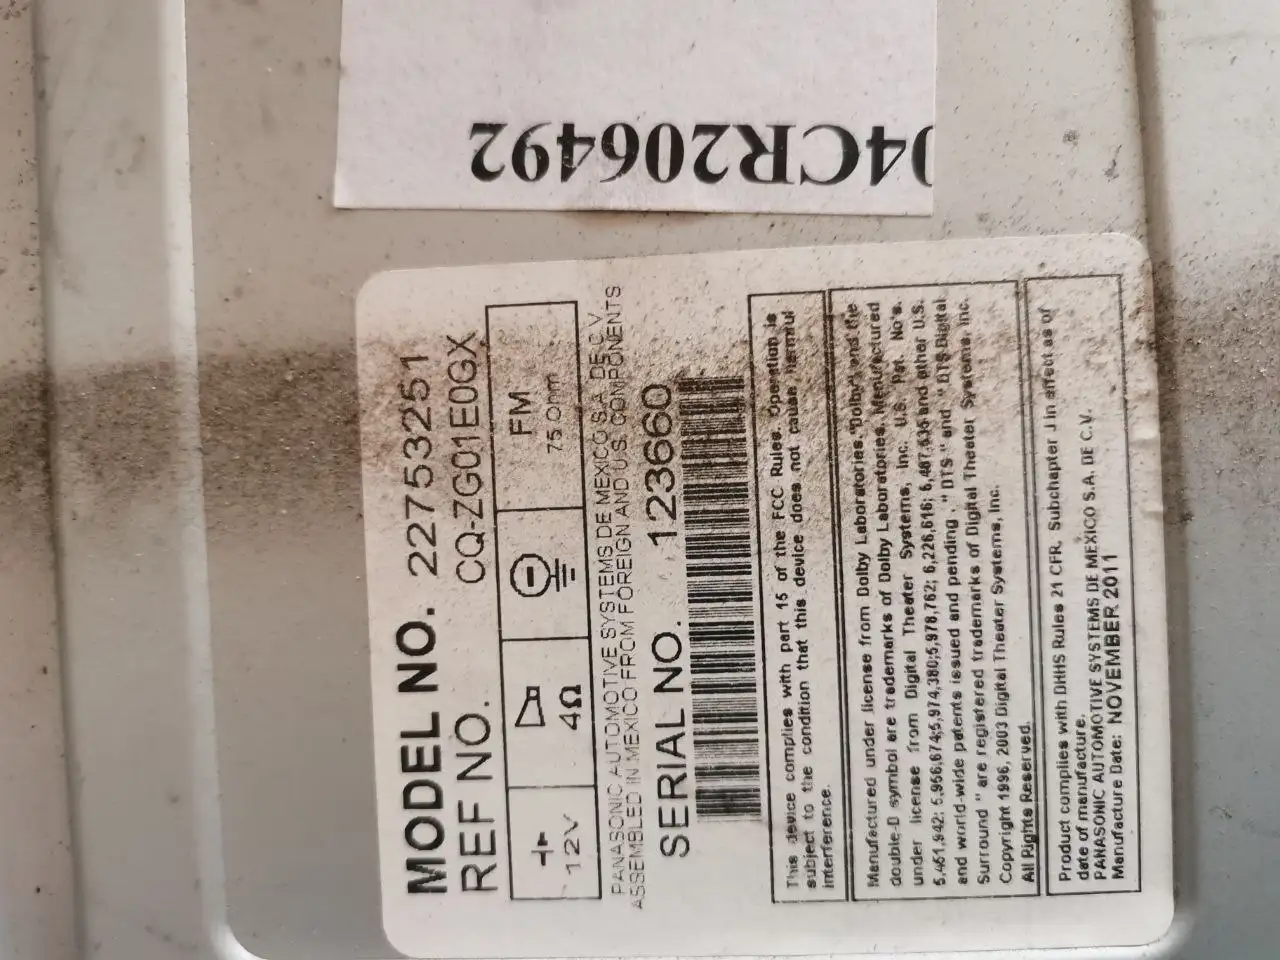 04CR206492
MODEL NO. 22753251
REF NO. CQ-ZG01E0GX
12V 4Ω FM
75 Ohm
PANASONIC AUTOMOTIVE SYSTEMS DE MEXICO S.A. DE C.V.
ASSEMBLED IN MEXICO FROM FOREIGN AND U.S. COMPONENTS
SERIAL NO. 123660
This device complies with part 15 of the FCC Rules. Operation is
subject to the condition that this device does not cause harmful
interference.
Manufactured under license from Dolby Laboratories."Dolby" and the
double-D symbol are trademarks of Dolby Laboratories. Manufactured
under license from Digital Theater Systems, Inc. U.S. Pat. No's.
5,451,942; 5,956,674;5,974,380;5,978,762; 6,226,616; 6,487,535 and other U.S.
and world-wide patents issued and pending . " DTS " and " DTS Digital
Surround " are registered trademarks of Digital Theater Systems, Inc.
Copyright 1996, 2003 Digital Theater Systems, Inc.
All Rights Reserved.
Product complies with DHHS Rules 21 CFR, Subchapter J in effect as of
date of manufacture.
PANASONIC AUTOMOTIVE SYSTEMS DE MEXICO S.A. DE C.V.
Manufacture Date: NOVEMBER 2011